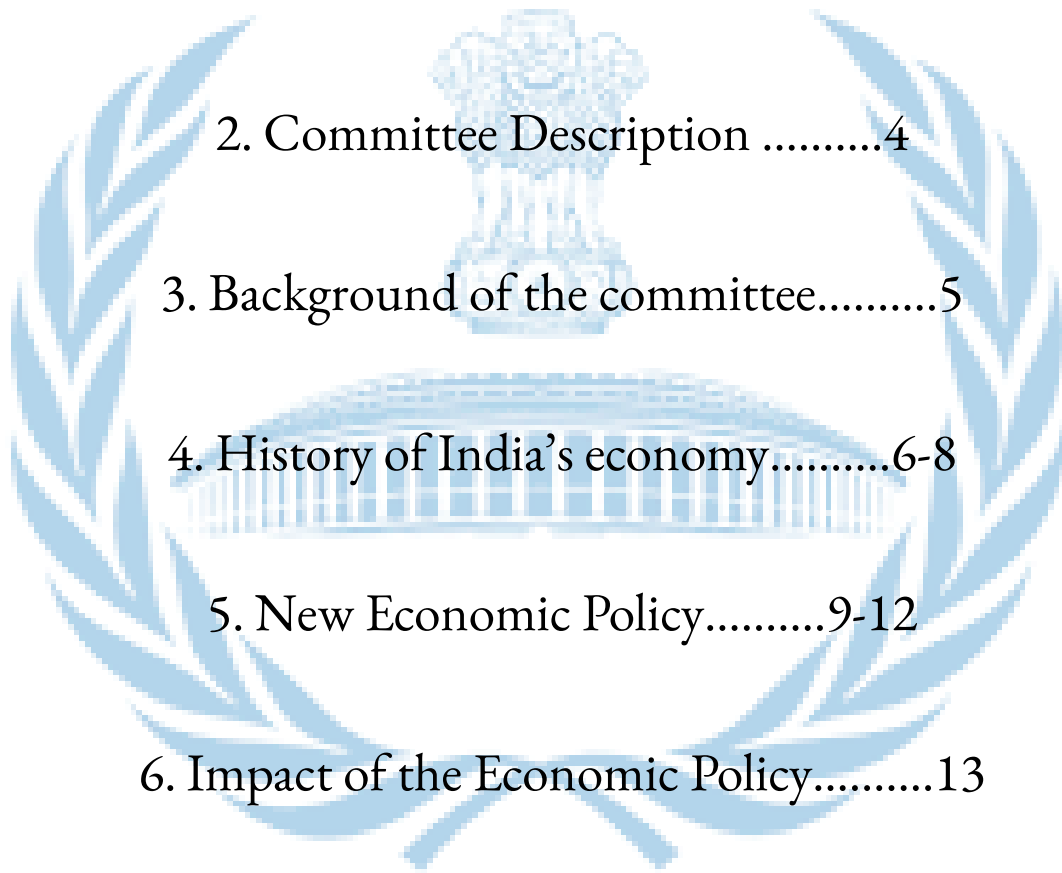 2. Committee Description ..........4
3. Background of the committee..........5
4. History of India’s economy..........6-8
5. New Economic Policy..........9-12
6. Impact of the Economic Policy..........13